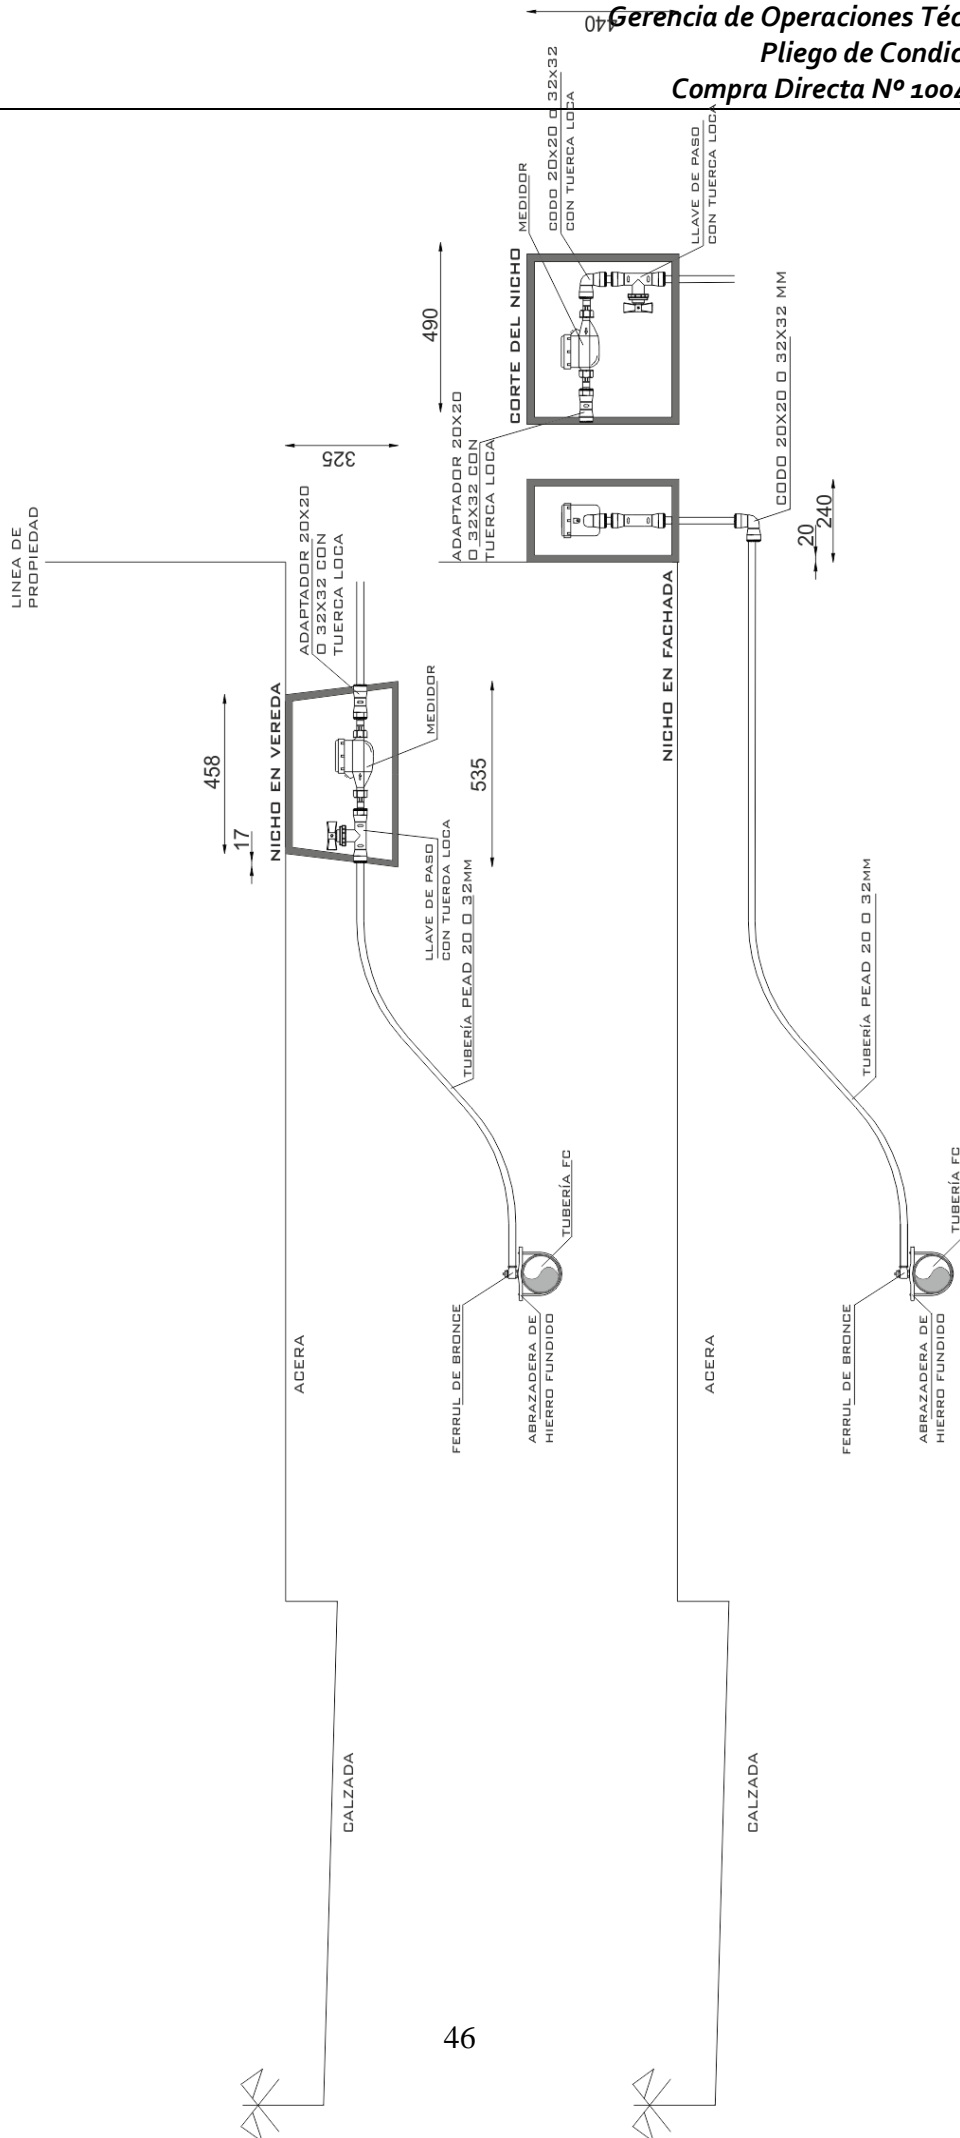 Gerencia de Operaciones
Pliego de
Compra Directa Nº
440
CODO 20x20 O 32x32
CON TUERCA LOCA
MEDIDOR
LLAVE DE PASO
CON TUERCA LOCA
CORTE DEL NICHO
490
ADAPTADOR 20X20
O 32X32 CON
TUERCA LOCA
CODO 20X20 O 32X32 MM
20
240
NICHO EN FACHADA
TUBERÍA PEAD 20 O 32MM
TUBERÍA FC
FERRUL DE BRONCE
ABRAZADERA DE
HIERRO FUNDIDO
ACERA
CALZADA
LINEA DE
PROPIEDAD
325
ADAPTADOR 20X20
O 32X32 CON
TUERCA LOCA
NICHO EN VEREDA
458
17
MEDIDOR
535
LLAVE DE PASO
CON TUERDA LOCA
TUBERÍA PEAD 20 O 32MM
TUBERÍA FC
FERRUL DE BRONCE
ABRAZADERA DE
HIERRO FUNDIDO
ACERA
CALZADA
46